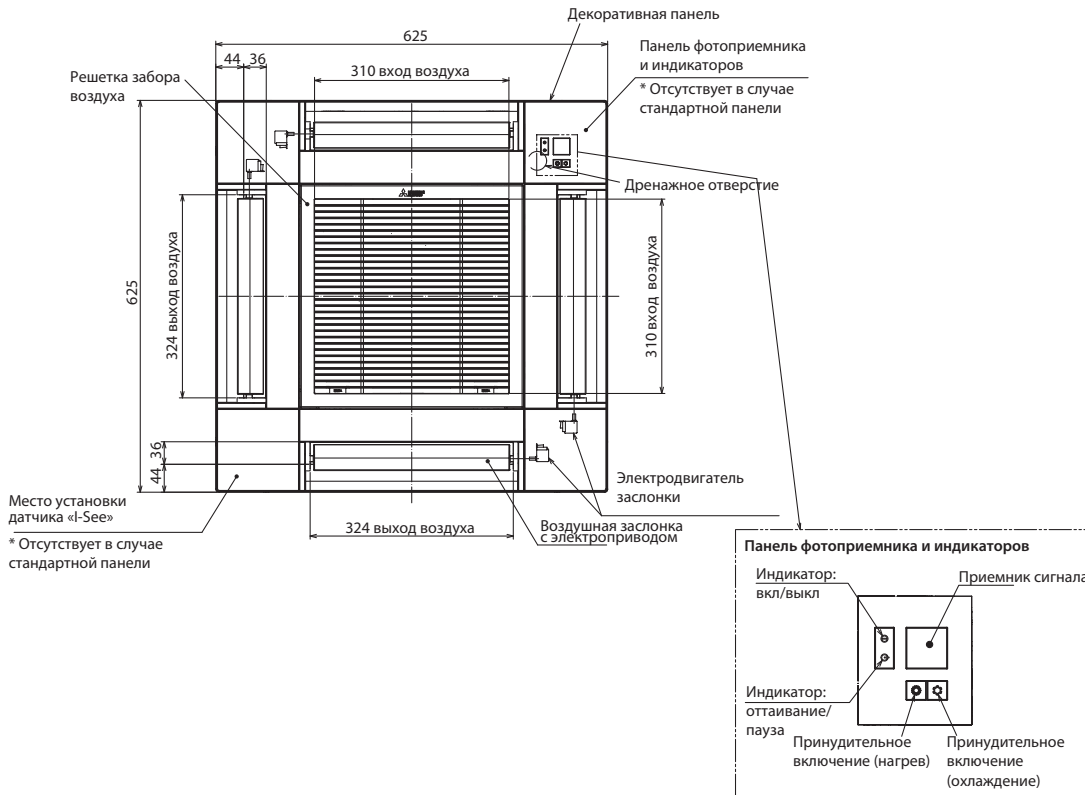 Декоративная панель
625
Панель фотоприемника
и индикаторов
* Отсутствует в случае
стандартной панели
44
36
310 вход воздуха
Решетка забора
воздуха
Дренажное отверстие
625
324 выход воздуха
310 вход воздуха
36
44
Место установки
датчика «I-See»
* Отсутствует в случае
стандартной панели
324 выход воздуха
Электродвигатель
заслонки
Воздушная заслонка
с электроприводом
Панель фотоприемника и индикаторов
Индикатор:
вкл/выкл
Приемник сигнала
Индикатор:
оттаивание/
пауза
Принудительное
включение (нагрев)
Принудительное
включение
(охлаждение)